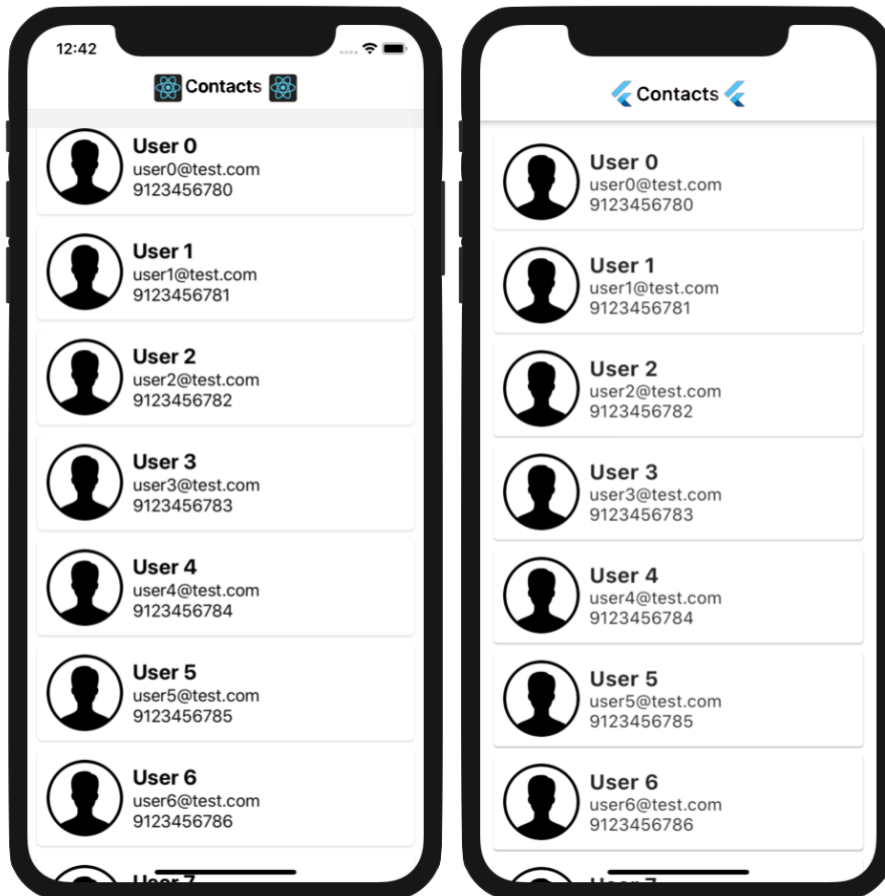 12:42
Contacts
User 0
user0@test.com
9123456780
User 1
user1@test.com
9123456781
User 2
user2@test.com
9123456782
User 3
user3@test.com
9123456783
User 4
user4@test.com
9123456784
User 5
user5@test.com
9123456785
User 6
user6@test.com
9123456786
User 7
Contacts
User 0
user0@test.com
9123456780
User 1
user1@test.com
9123456781
User 2
user2@test.com
9123456782
User 3
user3@test.com
9123456783
User 4
user4@test.com
9123456784
User 5
user5@test.com
9123456785
User 6
user6@test.com
9123456786
User 7